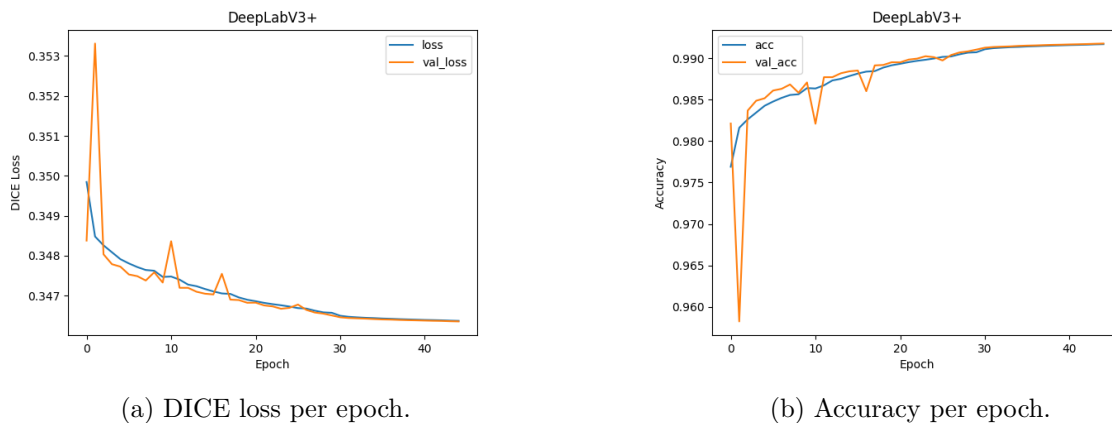 DeepLabV3+
0.353
0.352
0.351
0.350
0.349
0.348
0.347
DICE Loss
loss
val_loss
0 10 20 30 40
Epoch
(a) DICE loss per epoch.
DeepLabV3+
0.990
0.985
0.980
0.975
0.970
0.965
0.960
Accuracy
acc
val_acc
0 10 20 30 40
Epoch
(b) Accuracy per epoch.